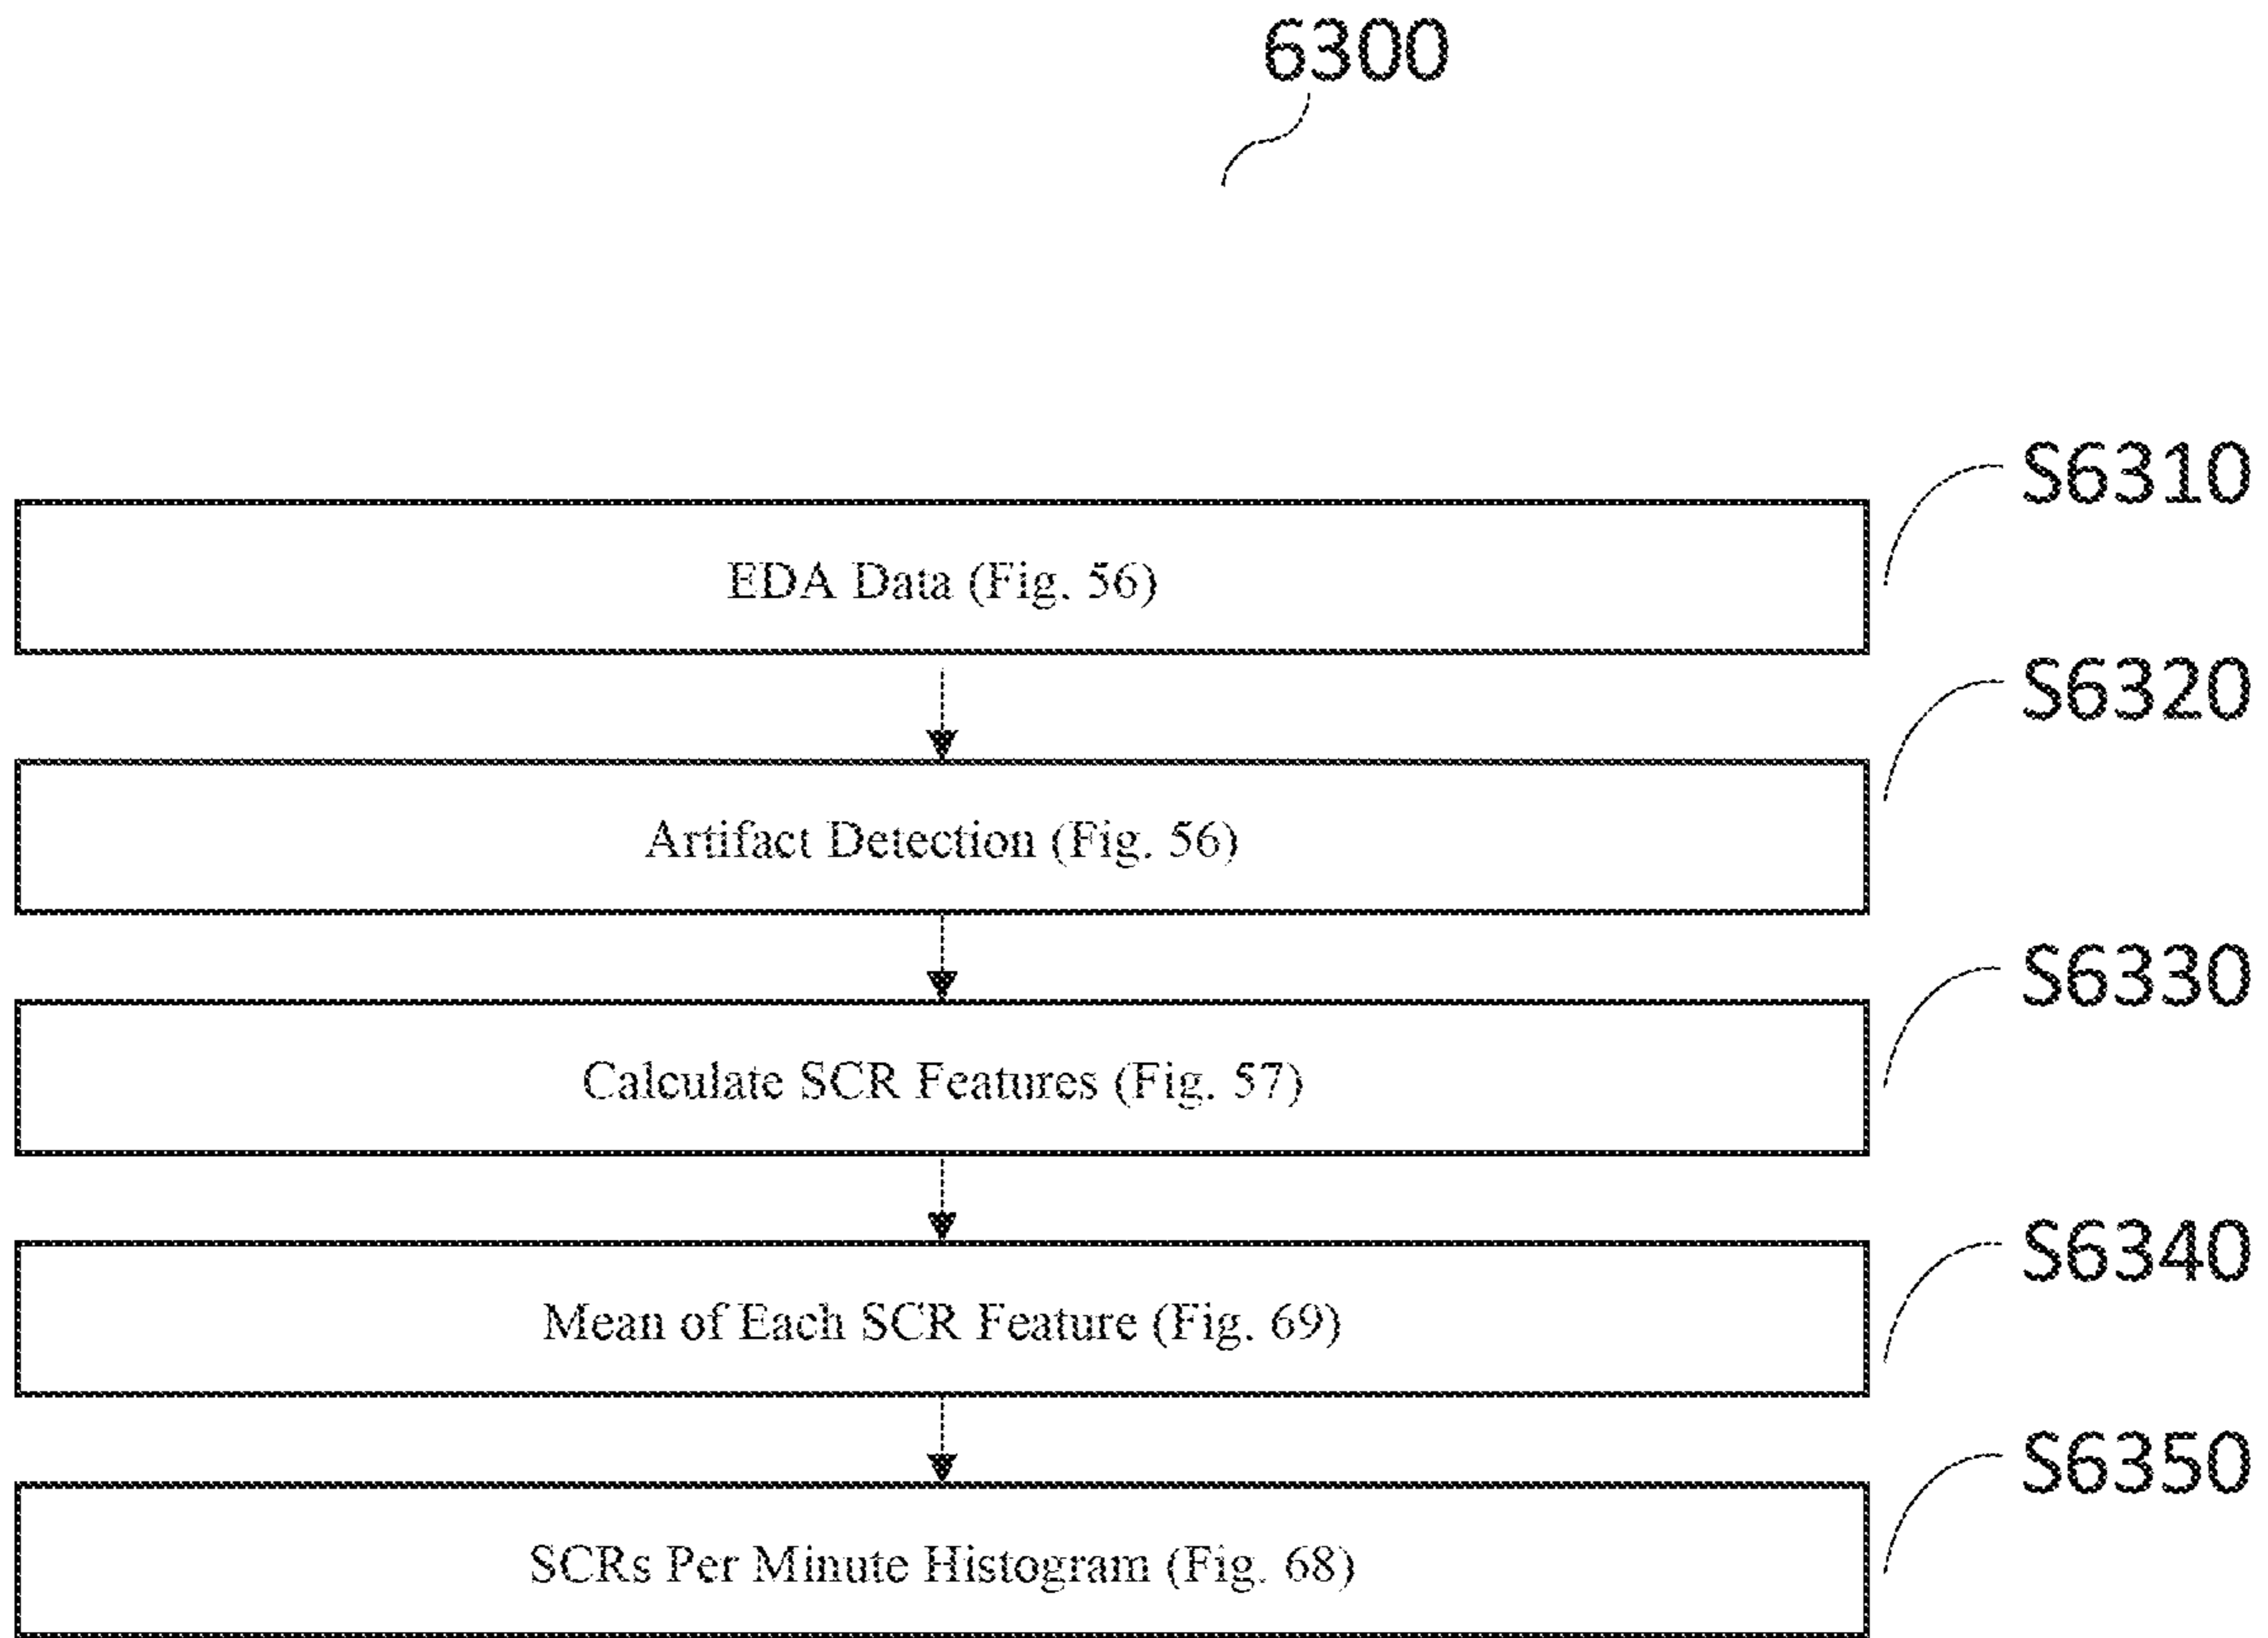 6300
S6310
EDA Data (Fig. 56)
S6320
Artifact Detection (Fig. 56)
S6330
Calculate SCR Features (Fig. 57)
S6340
Mean of Each SCR Feature (Fig. 69)
S6350
SCRs Per Minute Histogram (Fig. 68)